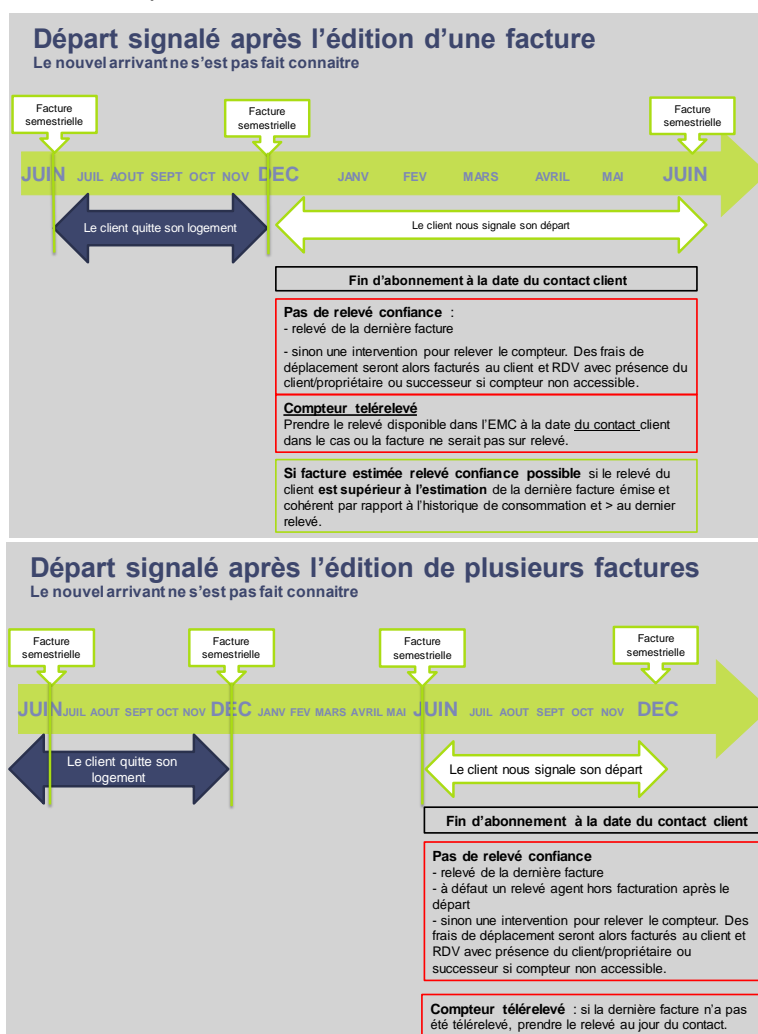 Départ signalé après l’édition d’une facture
Le nouvel arrivant ne s’est pas fait connaitre
Facture
semestrielle
Facture
semestrielle
Facture
semestrielle
JUIN JUIL AOUT SEPT OCT NOV DEC JANV FEV MARS AVRIL MAI JUIN
Le client quitte son logement
Le client nous signale son départ
Fin d’abonnement à la date du contact client
Pas de relevé confiance :
- relevé de la dernière facture
- sinon une intervention pour relever le compteur. Des frais de
déplacement seront alors facturés au client et RDV avec présence du
client/propriétaire ou successeur si compteur non accessible.
Compteur telérelevé
Prendre le relevé disponible dans l’EMC à la date du contact client
dans le cas ou la facture ne serait pas sur relevé.
Si facture estimée relevé confiance possible si le relevé du
client est supérieur à l’estimation de la dernière facture émise et
cohérent par rapport à l’historique de consommation et > au dernier
relevé.
Départ signalé après l’édition de plusieurs factures
Le nouvel arrivant ne s’est pas fait connaitre
Facture
semestrielle
Facture
semestrielle
Facture
semestrielle
Facture
semestrielle
JUIN JUIL AOUT SEPT OCT NOV DEC JANV FEV MARS AVRIL MAI JUIN JUIL AOUT SEPT OCT NOV DEC
Le client quitte son
logement
Le client nous signale son départ
Fin d’abonnement à la date du contact client
Pas de relevé confiance
- relevé de la dernière facture
- à défaut un relevé agent hors facturation après le
départ
- sinon une intervention pour relever le compteur. Des
frais de déplacement seront alors facturés au client et
RDV avec présence du client/propriétaire ou
successeur si compteur non accessible.
Compteur télérelevé : si la dernière facture n’a pas
été télérelevé, prendre le relevé au jour du contact.